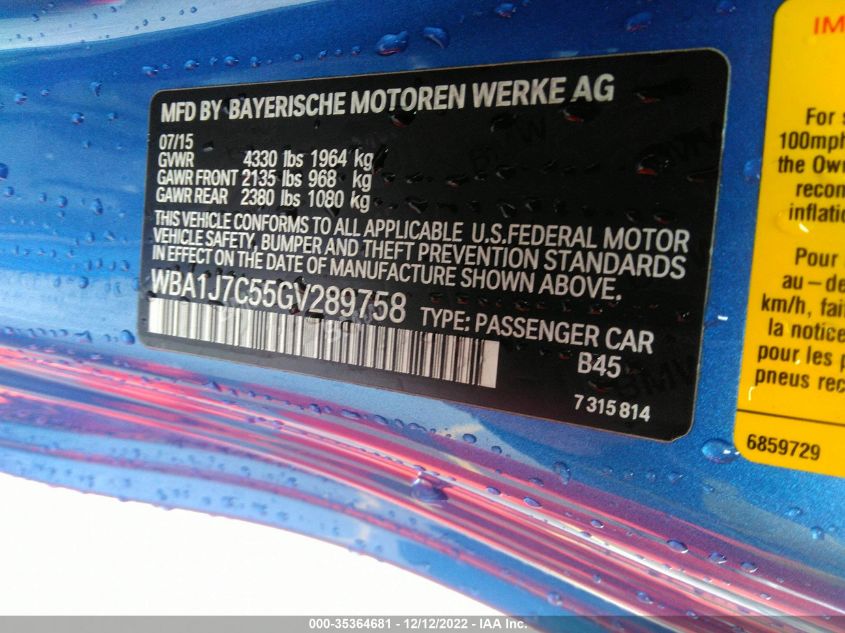 MFD BY BAYERISCHE MOTOREN WERKE AG
07/15
GVWR 4330 lbs 1964 kg
GAWR FRONT 2135 lbs 968 kg
GAWR REAR 2380 lbs 1080 kg
THIS VEHICLE CONFORMS TO ALL APPLICABLE U.S.FEDERAL MOTOR
VEHICLE SAFETY, BUMPER AND THEFT PREVENTION STANDARDS
IN EFFECT ON THE DATE OF MANUFACTURE SHOWN ABOVE.
WBA1J7C55GV289758 TYPE: PASSENGER CAR
B45
7 315 814
IM
For s
100mph
the Own
recon
inflatio
Pour
au-de
km/h, fai
la notice
pour les p
pneus rec
6859729
000-35364681 - 12/12/2022 - IAA Inc.